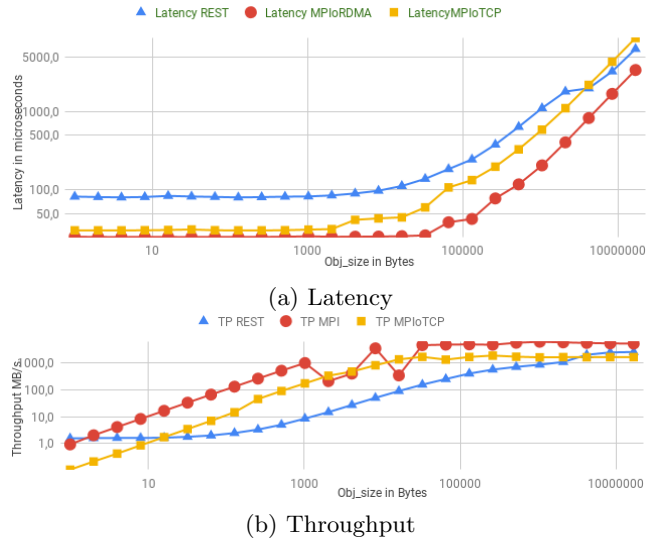 Latency REST Latency MPIoRDMA LatencyMPIoTCP
Latency in microseconds
5000,0
1000,0
500,0
100,0
50,0
10 1000 100000 10000000
Obj_size in Bytes
(a) Latency
TP REST TP MPI TP MPIoTCP
Throughput MB/s
1000,0
100,0
10,0
1,0
10 1000 100000 10000000
Obj_size in Bytes
(b) Throughput